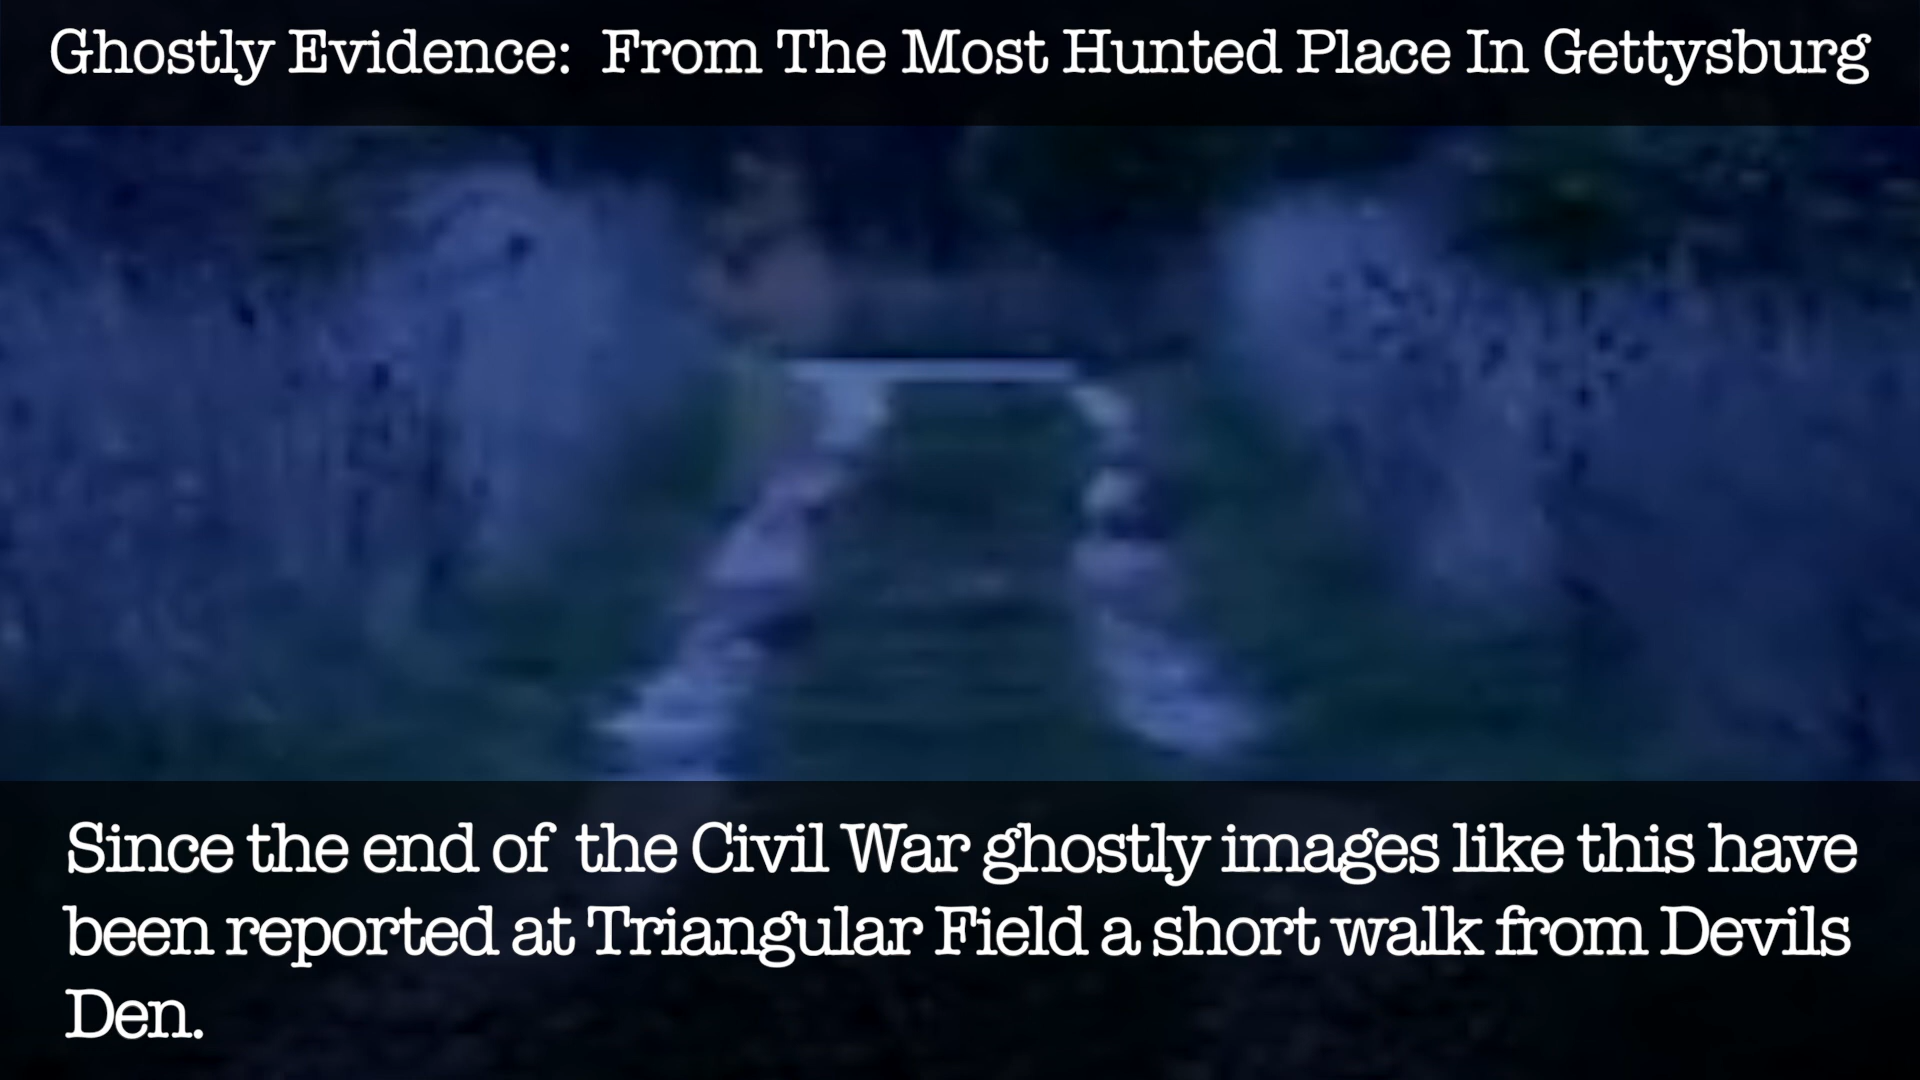 Ghostly Evidence:  From The Most Hunted Place In Gettysburg
Since the end of  the Civil War ghostly images like this have
been reported at Triangular Field a short walk from Devils
Den.